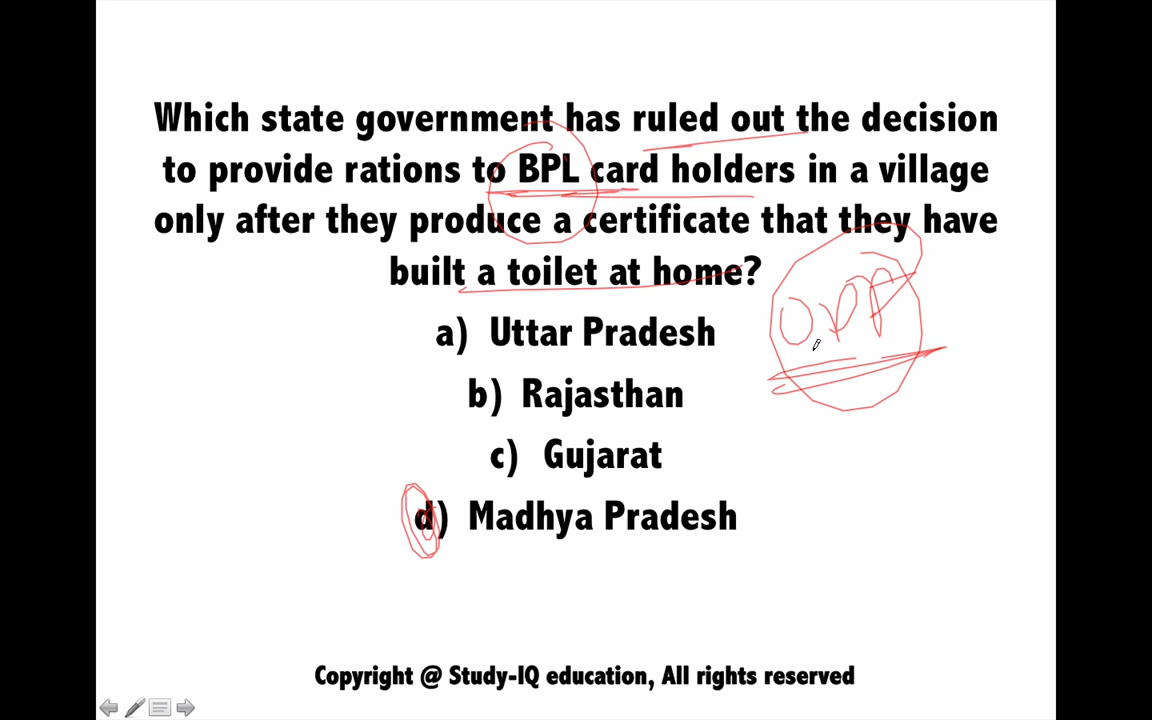 Which state government has ruled out the decision
to provide rations to BPL card holders in a village
only after they produce a certificate that they have
built a toilet at home?
OPP
a) Uttar Pradesh
b) Rajasthan
c) Gujarat
d) Madhya Pradesh
Copyright @ Study-IQ education, All rights reserved